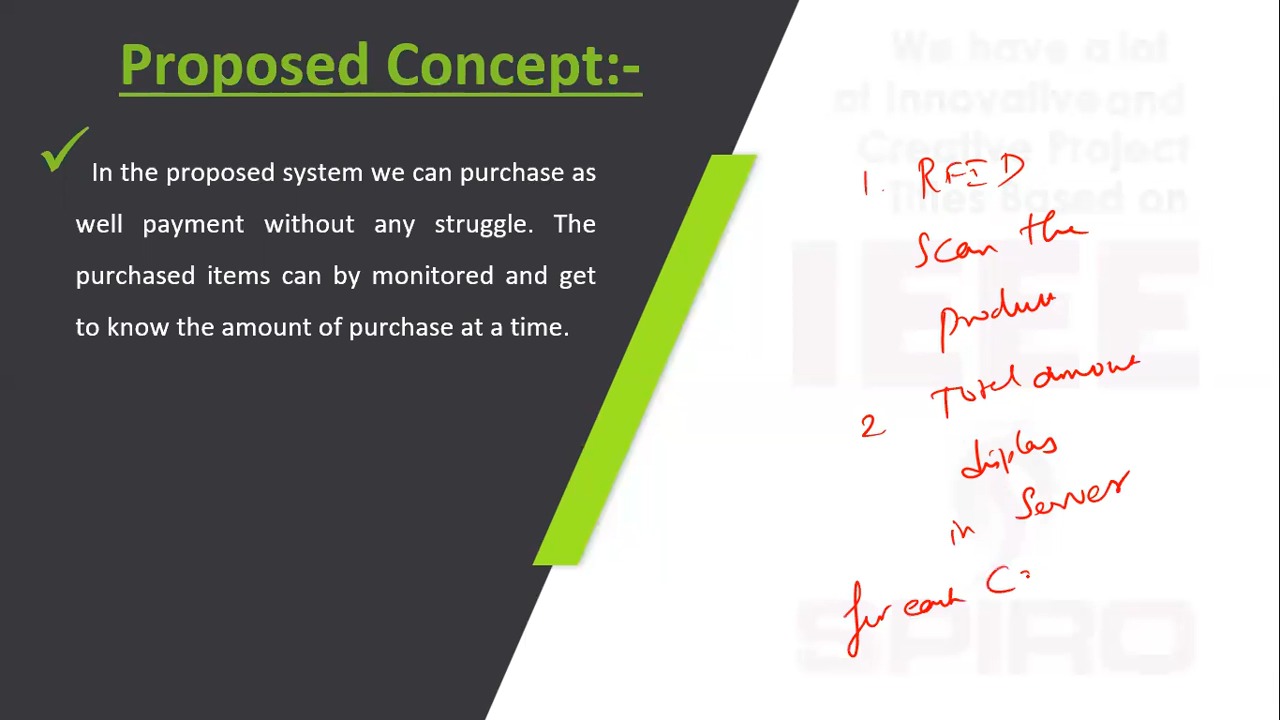 Proposed Concept:-
In the proposed system we can purchase as
well payment without any struggle. The
purchased items can by monitored and get
to know the amount of purchase at a time.
We have a lot
of Innovative and
Creative Project
Titles Based on
IEEE
SPIRO
1. RFID
Scan the
product
2 Total amount
display
in Server
for each C